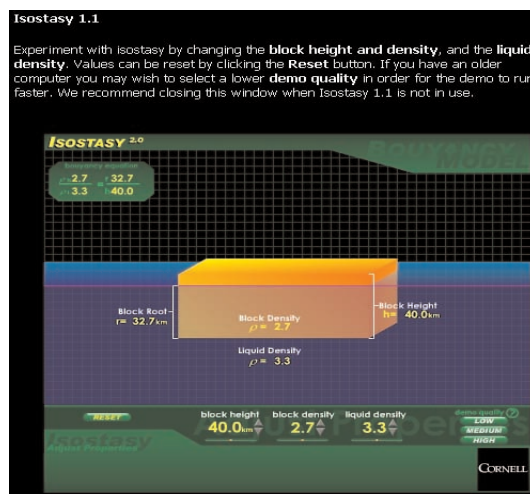 Isostasy 1.1
Experiment with isostasy by changing the block height and density, and the liquid
density. Values can be reset by clicking the Reset button. If you have an older
computer you may wish to select a lower demo quality in order for the demo to run
faster. We recommend closing this window when Isostasy 1.1 is not in use.
ISOSTASY 2.0
BOUYANCY
MODEL
Bouyancy equation
2.7 = r 32.7
3.3 h 40.0
Block Root
r= 32.7km
Block Height
h= 40.0km
Block Density
ρ = 2.7
Liquid Density
ρ = 3.3
RESET
block height block density liquid density
40.0km 2.7 3.3
demo quality ?
LOW
MEDIUM
HIGH
Isostasy
Adjust Properties
CORNELL